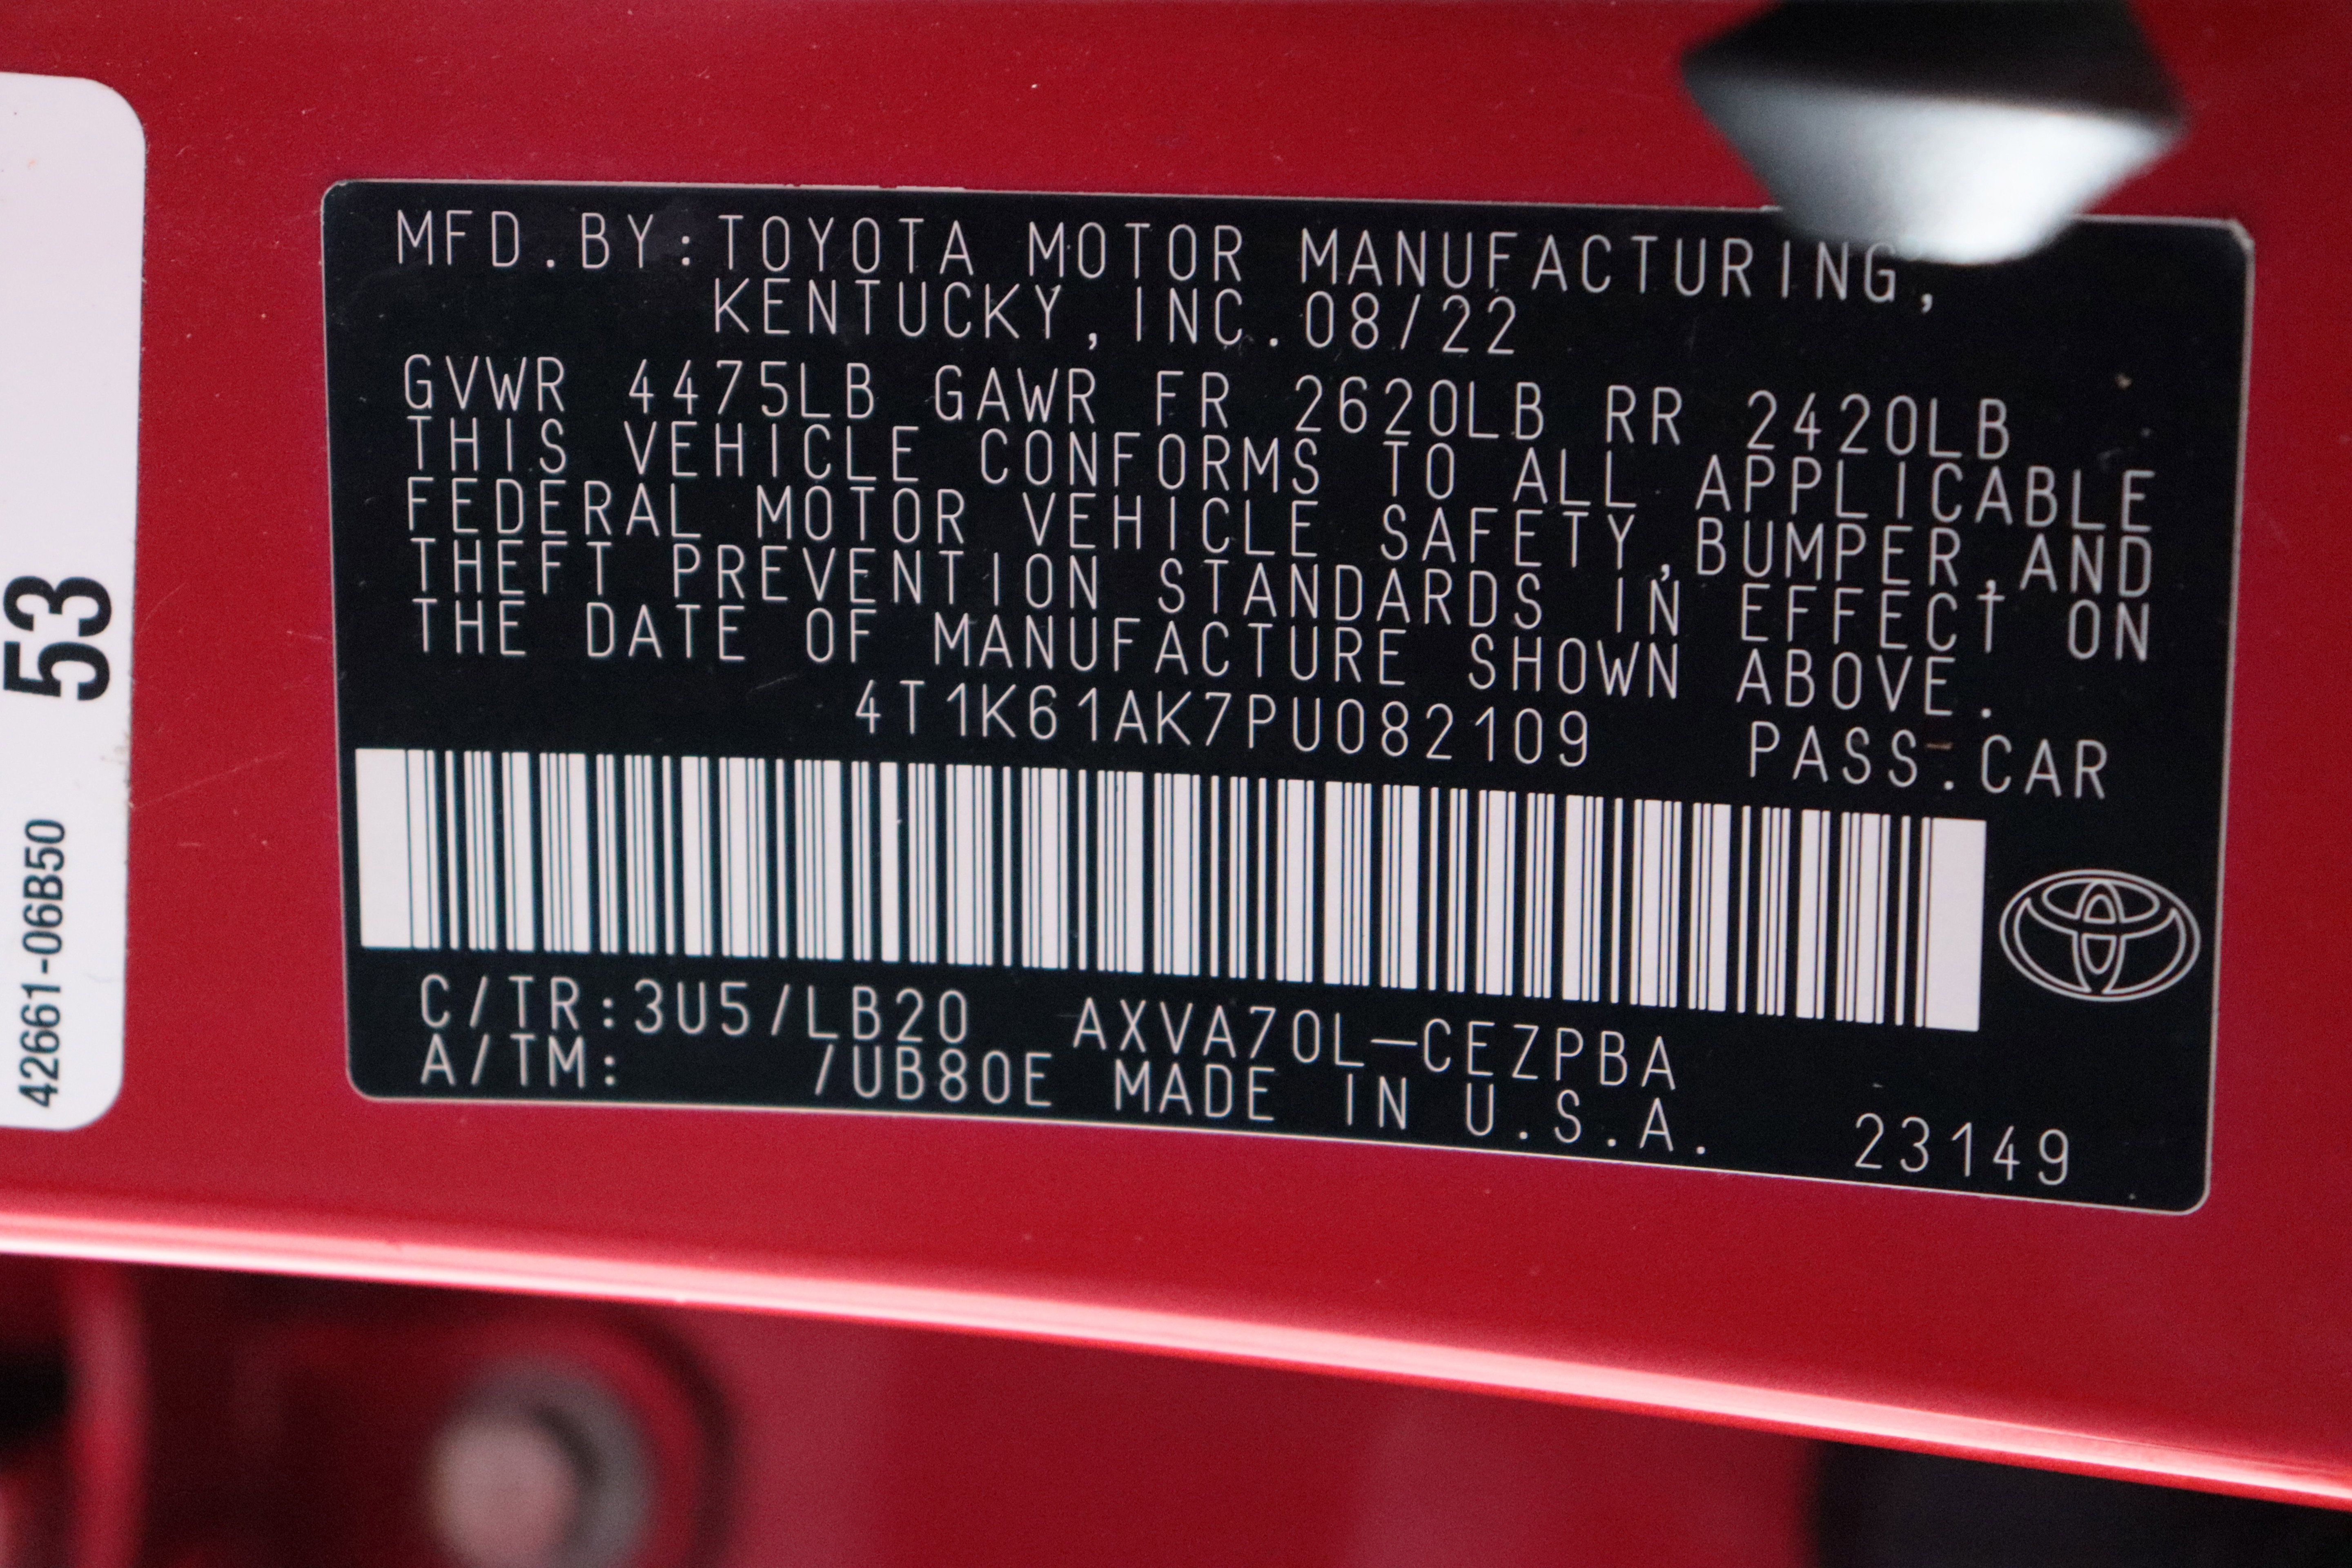 MFD.BY:TOYOTA MOTOR MANUFACTURING,
KENTUCKY,INC.08/22
GVWR 4475LB GAWR FR 2620LB RR 2420LB
THIS VEHICLE CONFORMS TO ALL APPLICABLE
FEDERAL MOTOR VEHICLE SAFETY,BUMPER,AND
THEFT PREVENTION STANDARDS IN EFFECT ON
THE DATE OF MANUFACTURE SHOWN ABOVE.
4T1K61AK7PU082109 PASS.CAR
C/TR:3U5/LB20 AXVA70L-CEZPBA
A/TM: /UB80E MADE IN U.S.A. 23149
53
42661-06B50